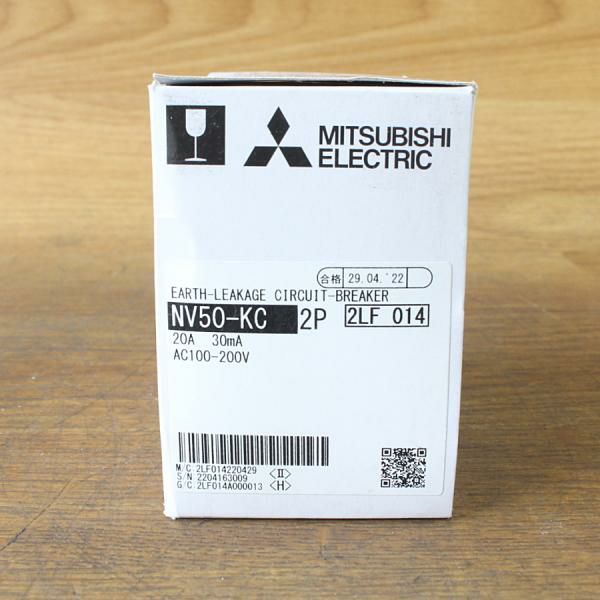 MITSUBISHI
ELECTRIC
合格 29.04.'22
EARTH-LEAKAGE CIRCUIT-BREAKER
NV50-KC 2P 2LF 014
20A 30mA
AC100-200V
M/C:2LF014220429 〈Ⅱ〉
S/N:2204163009
G/C:2LF014A000013 〈H〉